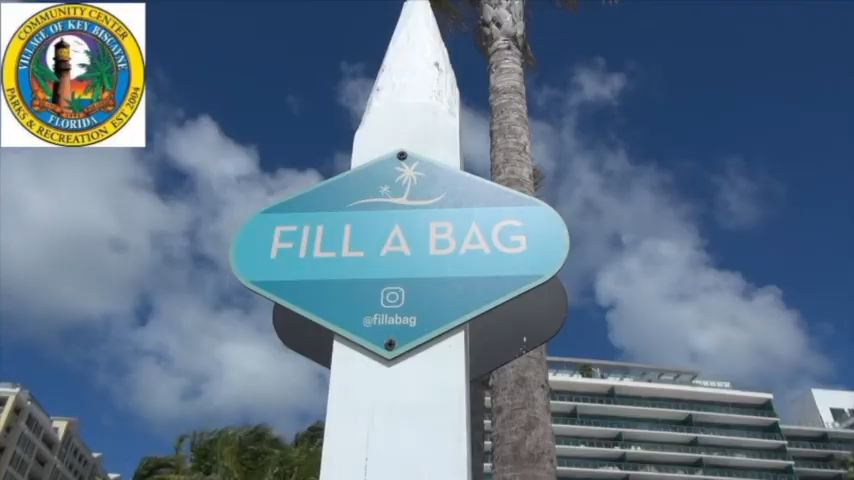 COMMUNITY CENTER
VILLAGE OF KEY BISCAYNE
FLORIDA
PARKS & RECREATION EST 2004
FILL A BAG
@fillabag